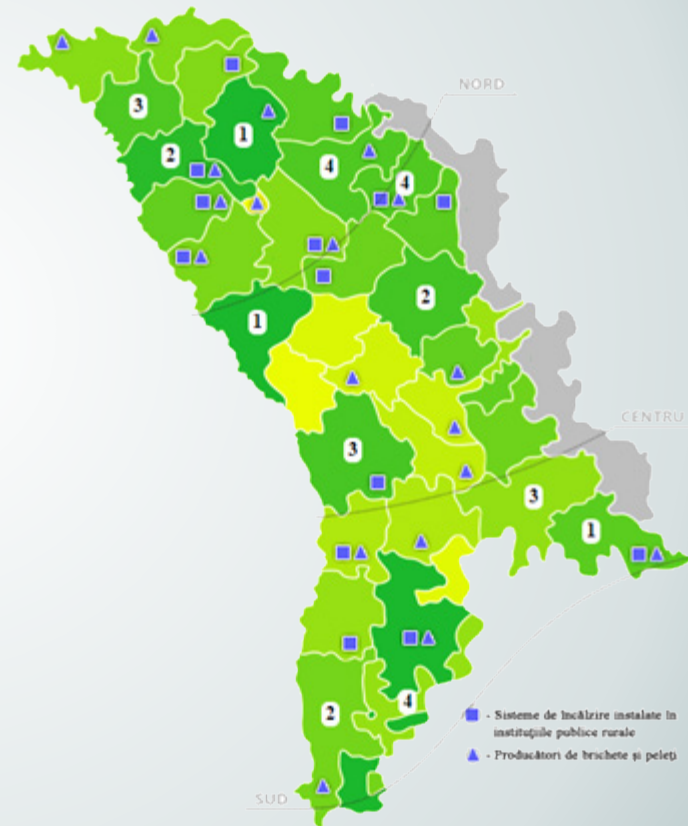 NORD
3
1
2
4
4
2
1
CENTRU
3
3
1
4
2
- Sisteme de încălzire instalate în
instituțiile publice rurale
- Producători de brichete și peleți
SUD